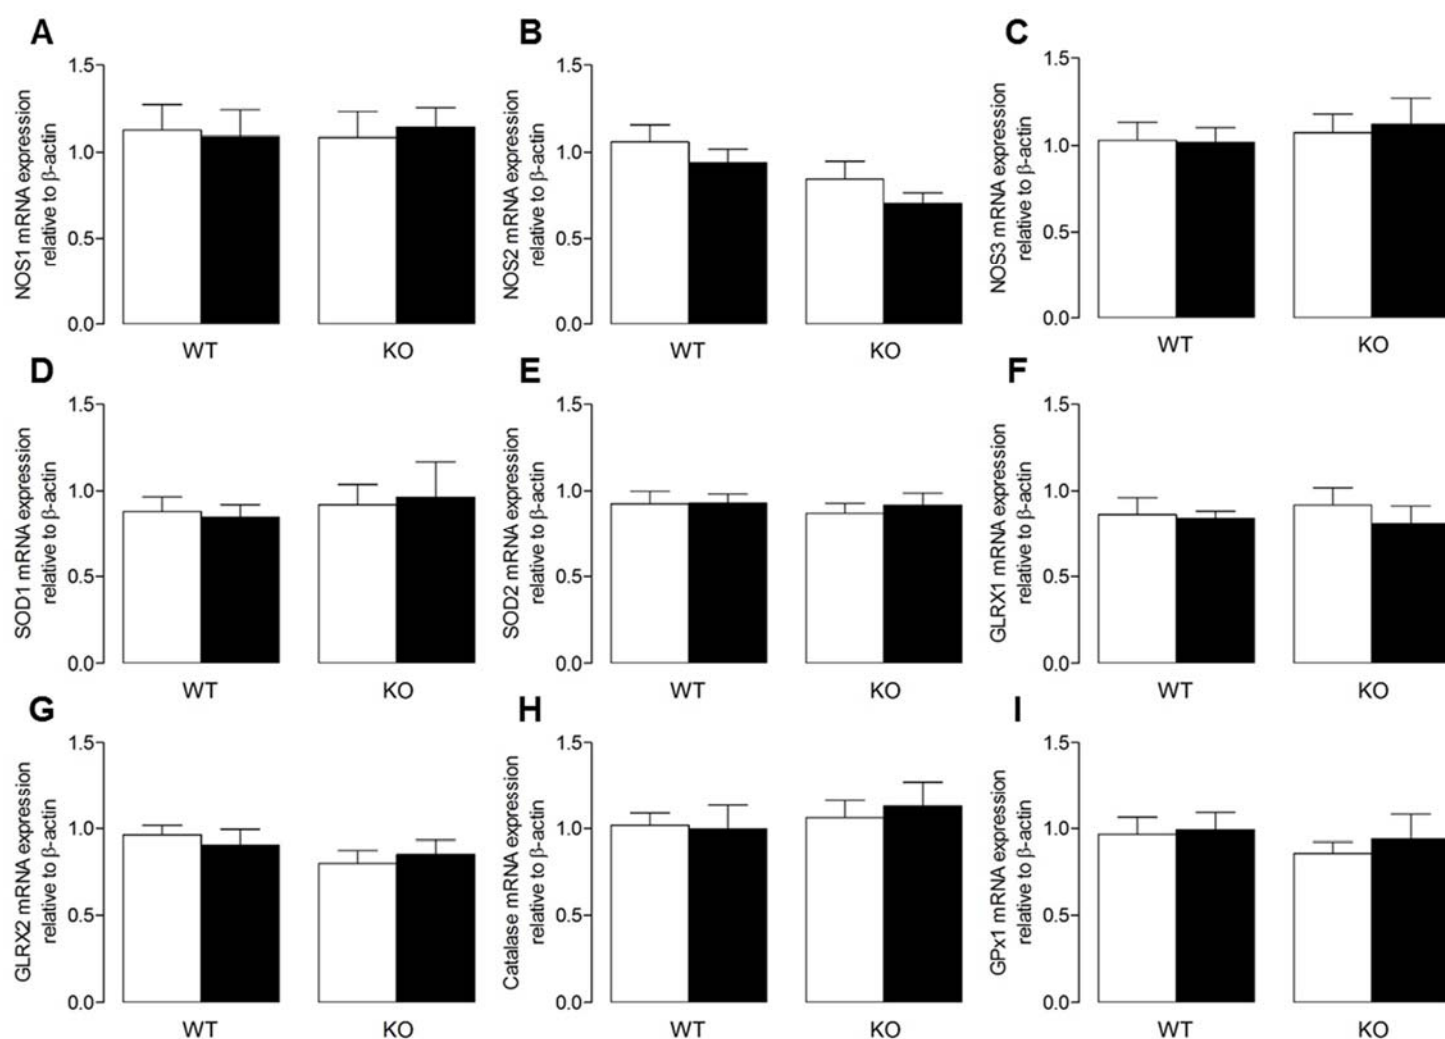 A
NOS1 mRNA expression
relative to β-actin
1.5
1.0
0.5
0.0
WT KO
B
NOS2 mRNA expression
relative to β-actin
1.5
1.0
0.5
0.0
WT KO
C
NOS3 mRNA expression
relative to β-actin
1.5
1.0
0.5
0.0
WT KO
D
SOD1 mRNA expression
relative to β-actin
1.5
1.0
0.5
0.0
WT KO
E
SOD2 mRNA expression
relative to β-actin
1.5
1.0
0.5
0.0
WT KO
F
GLRX1 mRNA expression
relative to β-actin
1.5
1.0
0.5
0.0
WT KO
G
GLRX2 mRNA expression
relative to β-actin
1.5
1.0
0.5
0.0
WT KO
H
Catalase mRNA expression
relative to β-actin
1.5
1.0
0.5
0.0
WT KO
I
GPx1 mRNA expression
relative to β-actin
1.5
1.0
0.5
0.0
WT KO